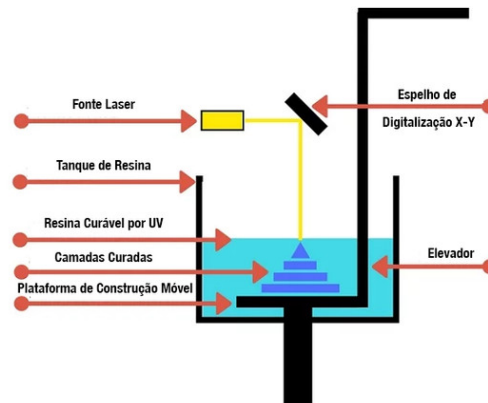 Fonte Laser
Espelho de
Digitalização X-Y
Tanque de Resina
Resina Curável por UV
Camadas Curadas
Elevador
Plataforma de Construção Móvel